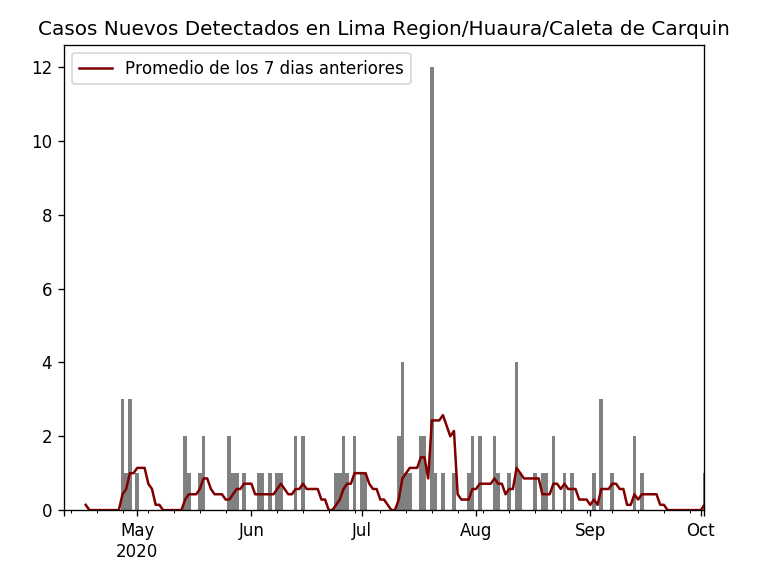 Casos Nuevos Detectados en Lima Region/Huaura/Caleta de Carquin
Promedio de los 7 dias anteriores
12
10
8
6
4
2
0
May Jun Jul Aug Sep Oct
2020